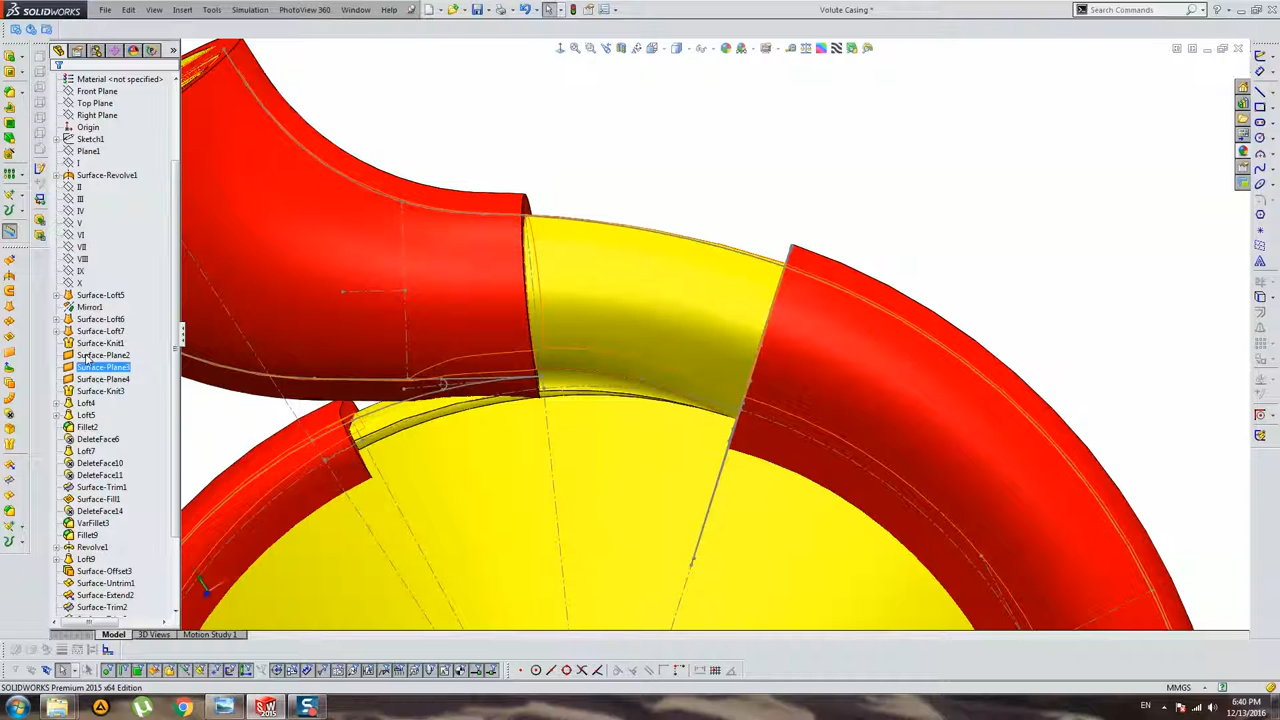 SOLIDWORKS
File Edit View Insert Tools Simulation PhotoView 360 Window Help
Volute Casing *
Search Commands
Material <not specified>
Front Plane
Top Plane
Right Plane
Origin
Sketch1
Plane1
I
Surface-Revolve1
II
III
IV
V
VI
VII
VIII
IX
X
Surface-Loft5
Mirror1
Surface-Loft6
Surface-Loft7
Surface-Knit1
Surface-Plane2
Surface-Plane3
Surface-Plane4
Surface-Knit3
Loft4
Loft5
Fillet2
DeleteFace6
Loft7
DeleteFace10
DeleteFace11
Surface-Trim1
Surface-Fill1
DeleteFace14
VarFillet3
Fillet9
Revolve1
Loft9
Surface-Offset3
Surface-Untrim1
Surface-Extend2
Surface-Trim2
Model 3D Views Motion Study 1
SOLIDWORKS Premium 2015 x64 Edition
MMGS
EN
6:40 PM
12/13/2016